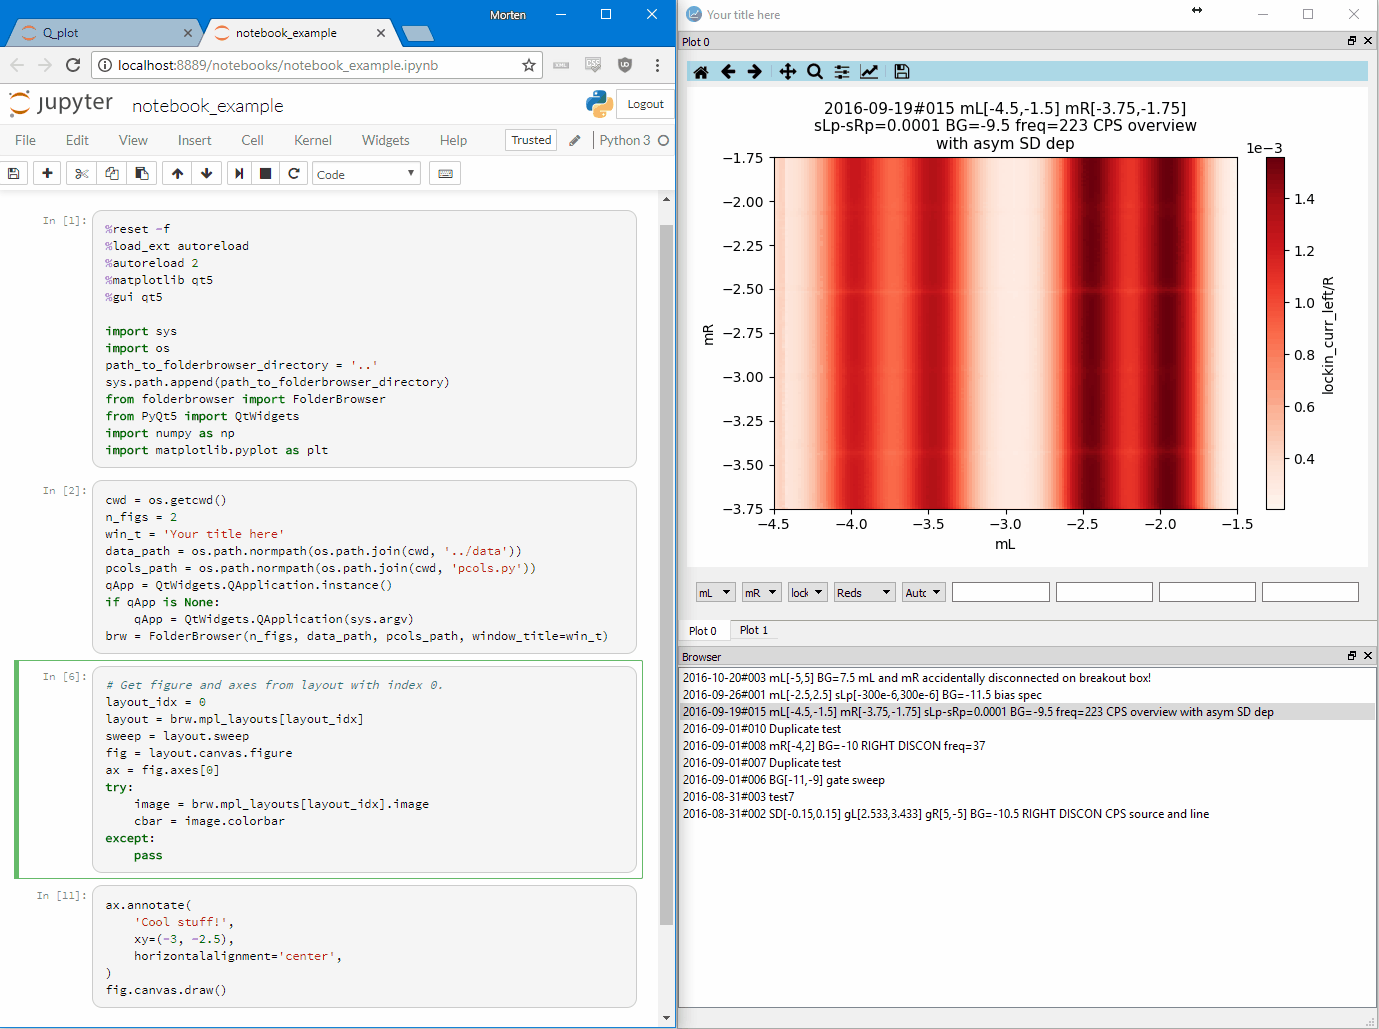 Morten
Q_plot
notebook_example
localhost:8889/notebooks/notebook_example.ipynb
jupyter notebook_example
Logout
File Edit View Insert Cell Kernel Widgets Help Trusted Python 3
Code
In [1]:
%reset -f
%load_ext autoreload
%autoreload 2
%matplotlib qt5
%gui qt5
import sys
import os
path_to_folderbrowser_directory = '..'
sys.path.append(path_to_folderbrowser_directory)
from folderbrowser import FolderBrowser
from PyQt5 import QtWidgets
import numpy as np
import matplotlib.pyplot as plt
In [2]:
cwd = os.getcwd()
n_figs = 2
win_t = 'Your title here'
data_path = os.path.normpath(os.path.join(cwd, '../data'))
pcols_path = os.path.normpath(os.path.join(cwd, 'pcols.py'))
qApp = QtWidgets.QApplication.instance()
if qApp is None:
    qApp = QtWidgets.QApplication(sys.argv)
brw = FolderBrowser(n_figs, data_path, pcols_path, window_title=win_t)
In [6]:
# Get figure and axes from layout with index 0.
layout_idx = 0
layout = brw.mpl_layouts[layout_idx]
sweep = layout.sweep
fig = layout.canvas.figure
ax = fig.axes[0]
try:
    image = brw.mpl_layouts[layout_idx].image
    cbar = image.colorbar
except:
    pass
In [11]:
ax.annotate(
    'Cool stuff!',
    xy=(-3, -2.5),
    horizontalalignment='center',
)
fig.canvas.draw()
Your title here
Plot 0
2016-09-19#015 mL[-4.5,-1.5] mR[-3.75,-1.75]
sLp-sRp=0.0001 BG=-9.5 freq=223 CPS overview
with asym SD dep
1e−3
−1.75
−2.00
−2.25
−2.50
−2.75
−3.00
−3.25
−3.50
−3.75
mR
−4.5 −4.0 −3.5 −3.0 −2.5 −2.0 −1.5
mL
1.4
1.2
1.0
0.8
0.6
0.4
lockin_curr_left/R
mL mR lock Reds Autc
Plot 0 Plot 1
Browser
2016-10-20#003 mL[-5,5] BG=7.5 mL and mR accidentally disconnected on breakout box!
2016-09-26#001 mL[-2.5,2.5] sLp[-300e-6,300e-6] BG=-11.5 bias spec
2016-09-19#015 mL[-4.5,-1.5] mR[-3.75,-1.75] sLp-sRp=0.0001 BG=-9.5 freq=223 CPS overview with asym SD dep
2016-09-01#010 Duplicate test
2016-09-01#008 mR[-4,2] BG=-10 RIGHT DISCON freq=37
2016-09-01#007 Duplicate test
2016-09-01#006 BG[-11,-9] gate sweep
2016-08-31#003 test7
2016-08-31#002 SD[-0.15,0.15] gL[2.533,3.433] gR[5,-5] BG=-10.5 RIGHT DISCON CPS source and line